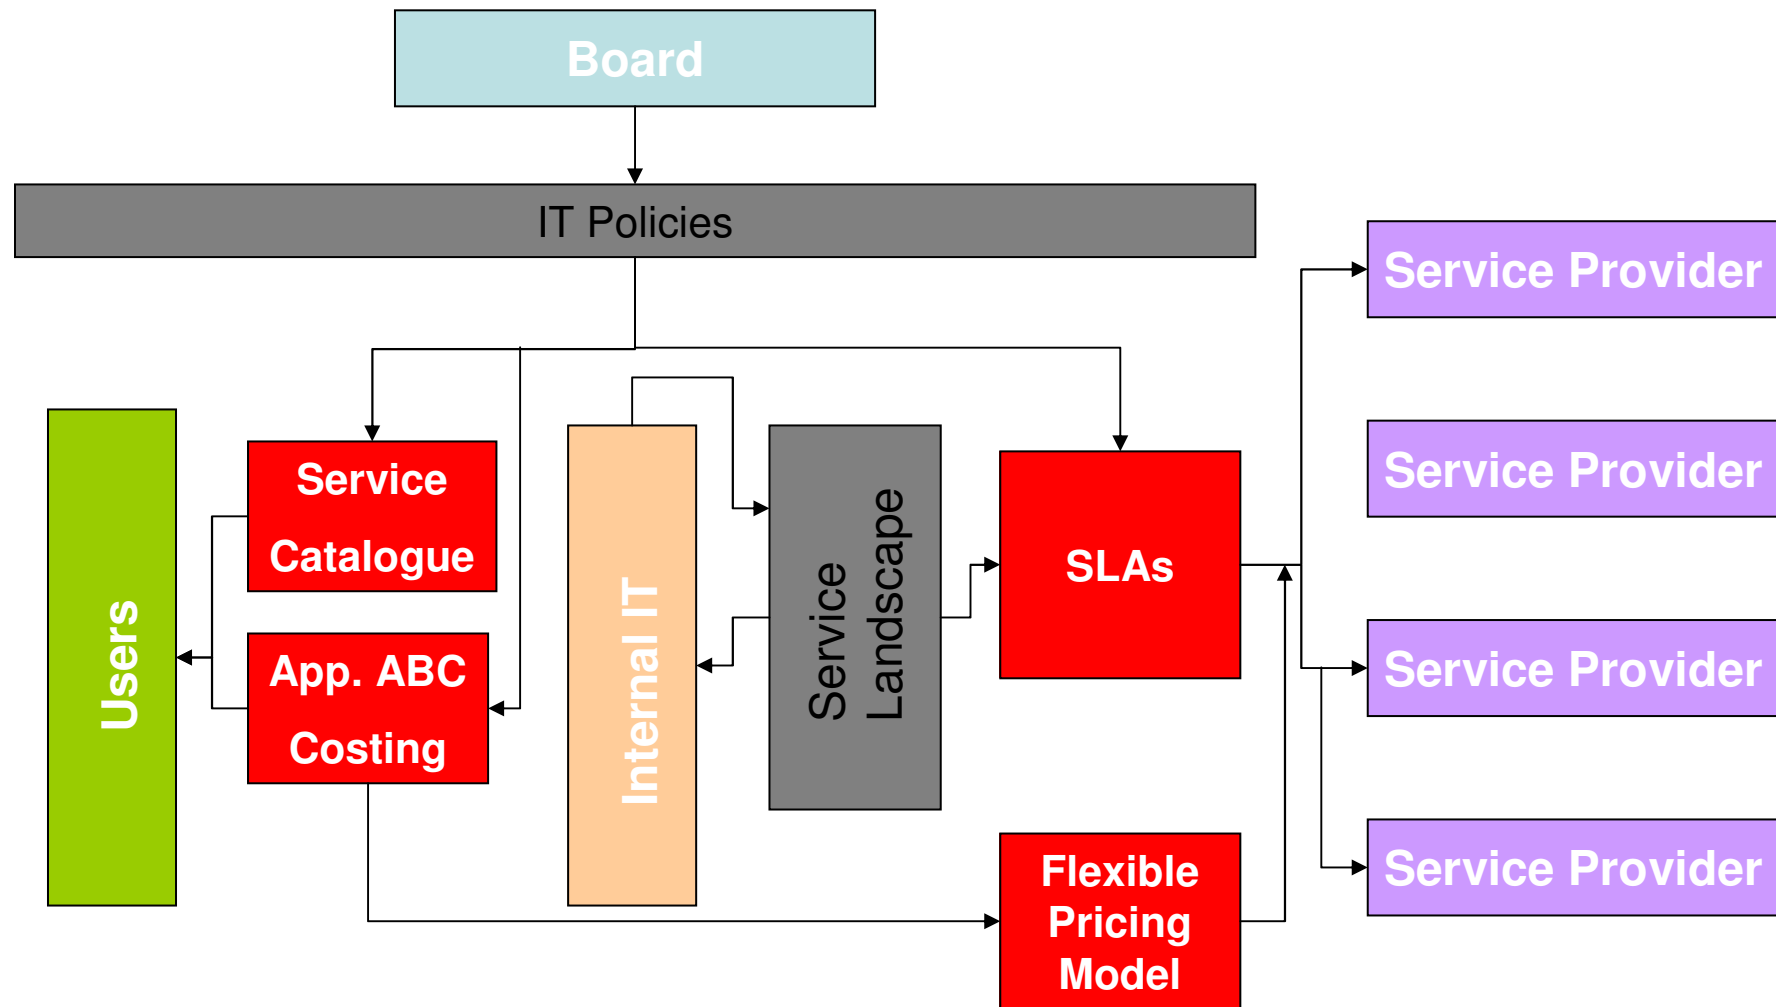 Board
IT Policies
Service Provider
Service Provider
Service Provider
Service Provider
Users
Service
Catalogue
App. ABC
Costing
Internal IT
Service
Landscape
SLAs
Flexible
Pricing
Model